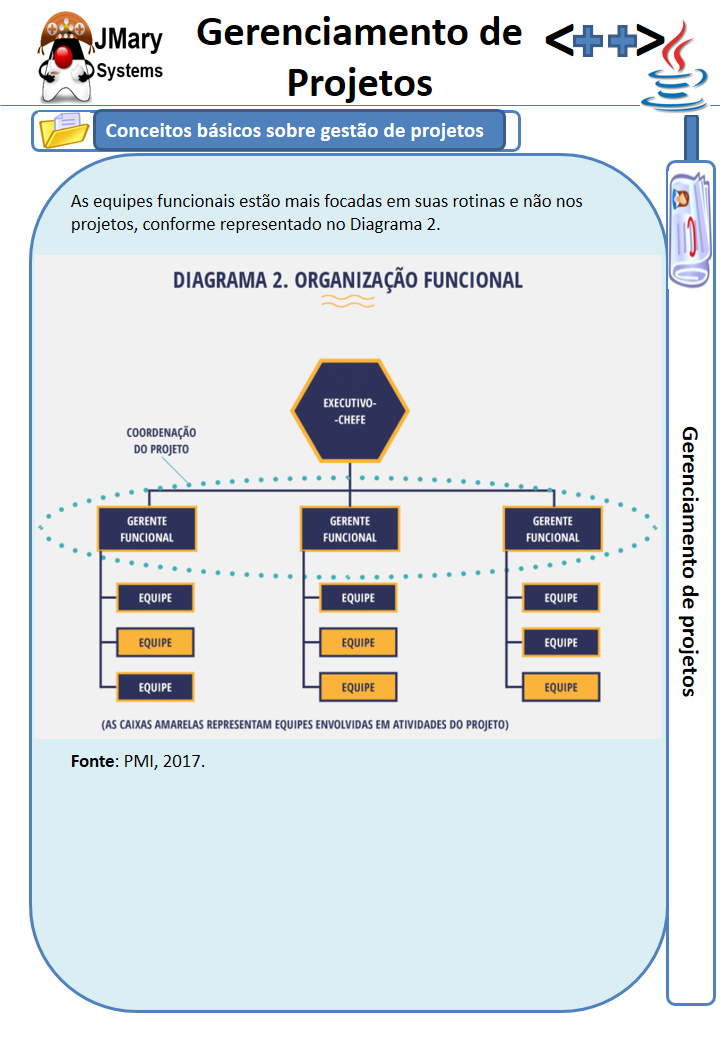 JMary
Systems
Gerenciamento de
Projetos
<++>
Conceitos básicos sobre gestão de projetos
As equipes funcionais estão mais focadas em suas rotinas e não nos
projetos, conforme representado no Diagrama 2.
DIAGRAMA 2. ORGANIZAÇÃO FUNCIONAL
EXECUTIVO-
-CHEFE
COORDENAÇÃO
DO PROJETO
GERENTE
FUNCIONAL
GERENTE
FUNCIONAL
GERENTE
FUNCIONAL
EQUIPE
EQUIPE
EQUIPE
EQUIPE
EQUIPE
EQUIPE
EQUIPE
EQUIPE
EQUIPE
(AS CAIXAS AMARELAS REPRESENTAM EQUIPES ENVOLVIDAS EM ATIVIDADES DO PROJETO)
Fonte: PMI, 2017.
Gerenciamento de projetos